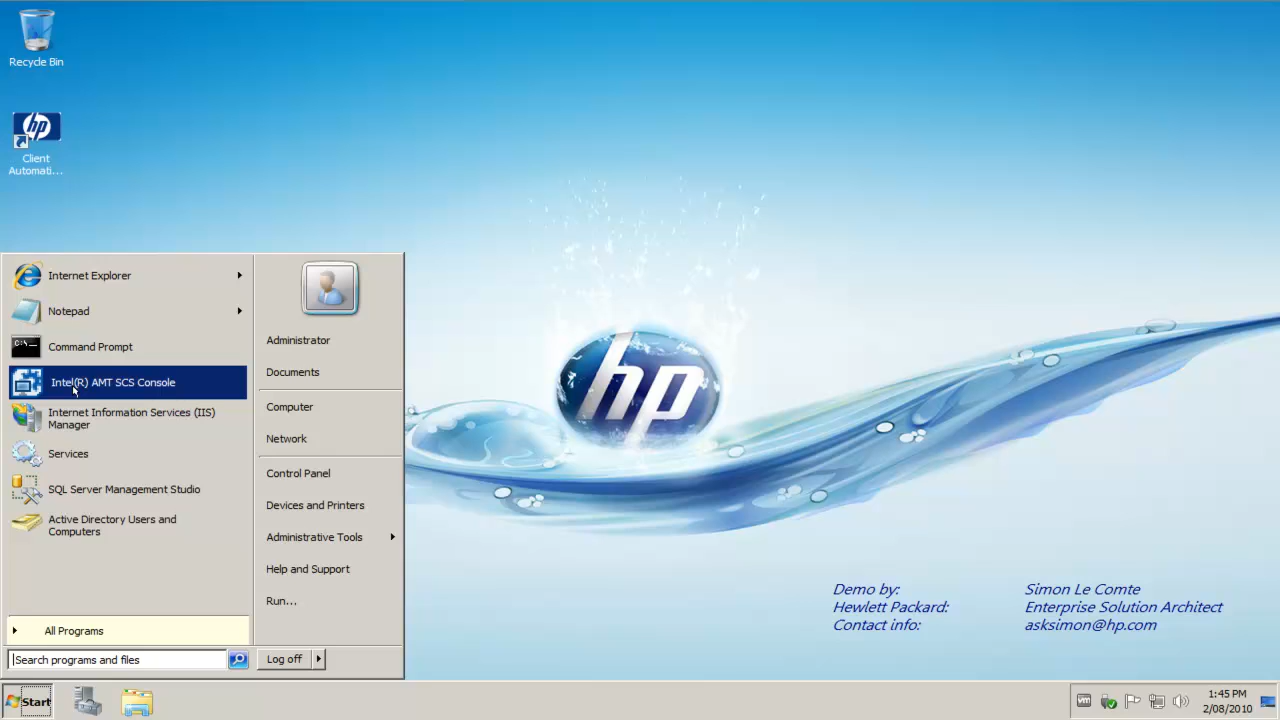 Recycle Bin
hp
Client
Automati...
Internet Explorer
Notepad
C:\_
Command Prompt
Intel(R) AMT SCS Console
Internet Information Services (IIS)
Manager
Services
SQL Server Management Studio
Active Directory Users and
Computers
All Programs
Search programs and files
Administrator
Documents
Computer
Network
Control Panel
Devices and Printers
Administrative Tools
Help and Support
Run...
Log off
hp
Demo by: Simon Le Comte
Hewlett Packard: Enterprise Solution Architect
Contact info: asksimon@hp.com
Start
vm
1:45 PM
2/08/2010